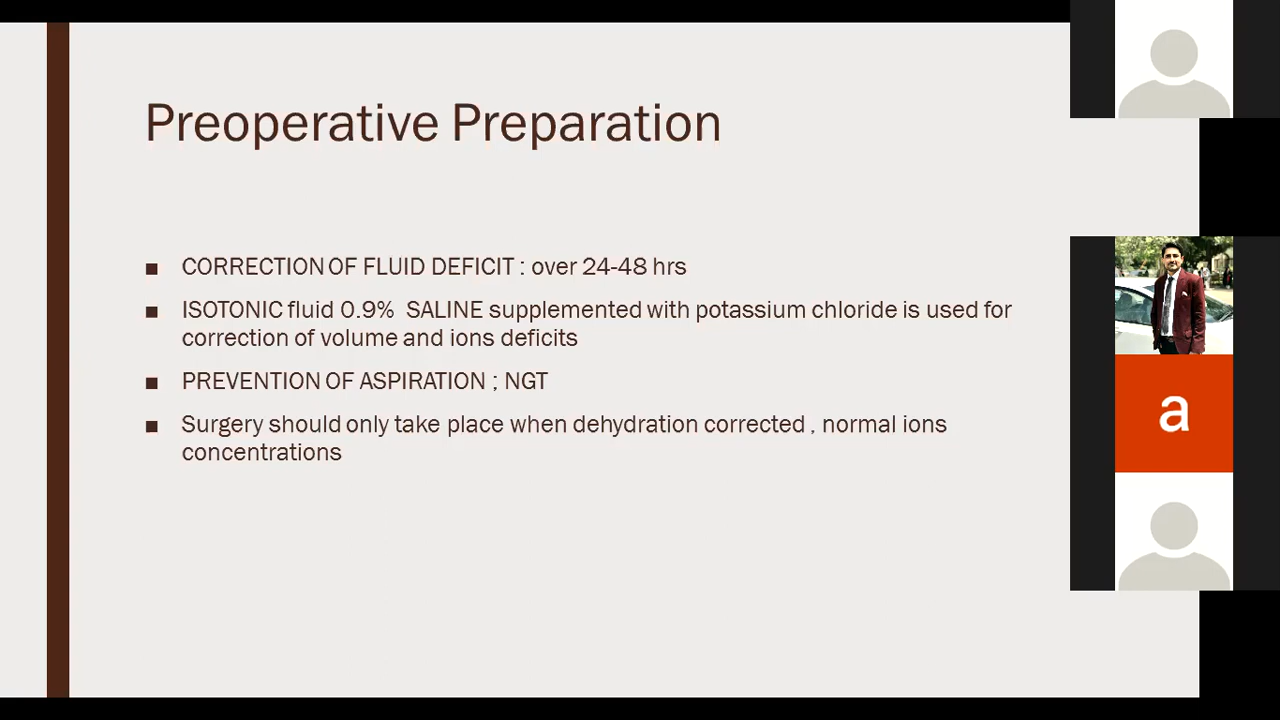 Preoperative Preparation
■ CORRECTION OF FLUID DEFICIT : over 24-48 hrs
■ ISOTONIC fluid 0.9% SALINE supplemented with potassium chloride is used for
correction of volume and ions deficits
■ PREVENTION OF ASPIRATION ; NGT
■ Surgery should only take place when dehydration corrected , normal ions
concentrations
a